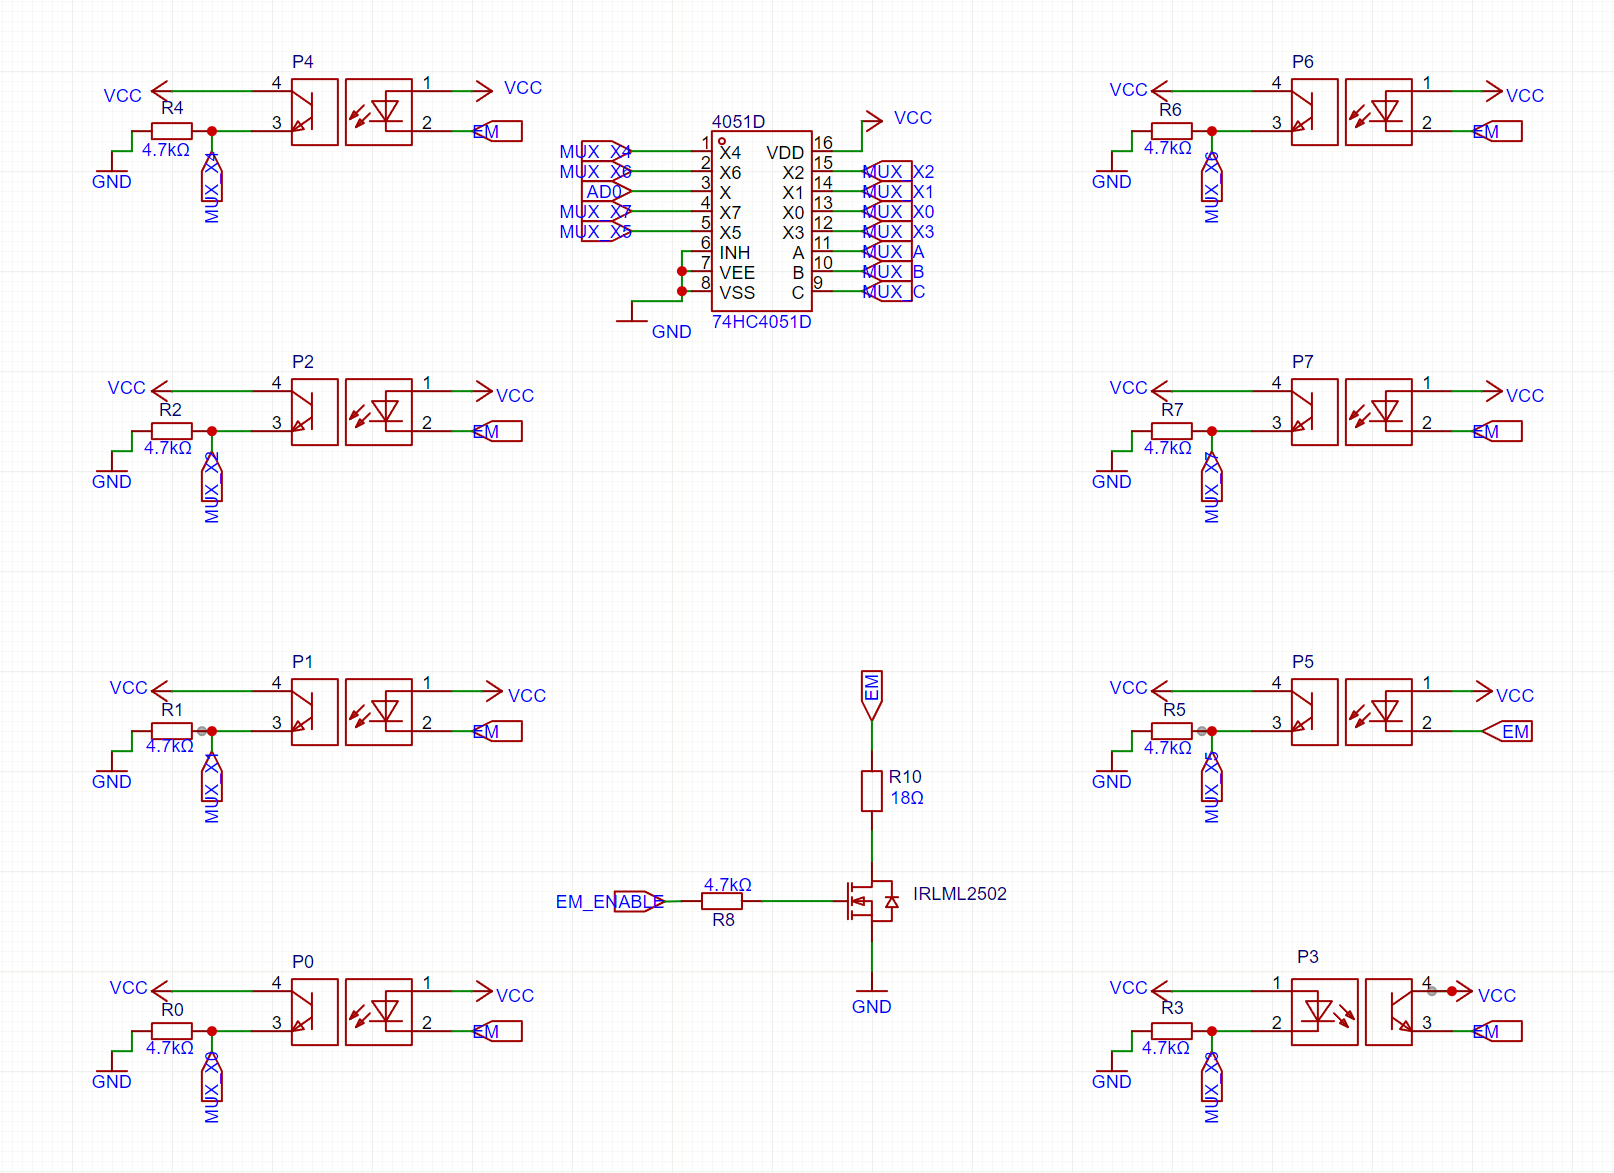 P4
VCC
4
1
VCC
R4
3
2
EM
4.7kΩ
GND
MUX_X4
4051D
VCC
MUX_X4
1
X4
VDD
16
MUX_X6
2
X6
X2
15
MUX_X2
AD0
3
X
X1
14
MUX_X1
MUX_X7
4
X7
X0
13
MUX_X0
MUX_X5
5
X5
X3
12
MUX_X3
6
INH
A
11
MUX_A
7
VEE
B
10
MUX_B
8
VSS
C
9
MUX_C
GND
74HC4051D
P6
VCC
4
1
VCC
R6
3
2
EM
4.7kΩ
GND
MUX_X6
P2
VCC
4
1
VCC
R2
3
2
EM
4.7kΩ
GND
MUX_X2
P7
VCC
4
1
VCC
R7
3
2
EM
4.7kΩ
GND
MUX_X7
P1
VCC
4
1
VCC
R1
3
2
EM
4.7kΩ
GND
MUX_X1
EM
R10
18Ω
EM_ENABLE
4.7kΩ
R8
IRLML2502
GND
P5
VCC
4
1
VCC
R5
3
2
EM
4.7kΩ
GND
MUX_X5
P0
VCC
4
1
VCC
R0
3
2
EM
4.7kΩ
GND
MUX_X0
P3
VCC
1
4
VCC
R3
2
3
EM
4.7kΩ
GND
MUX_X3